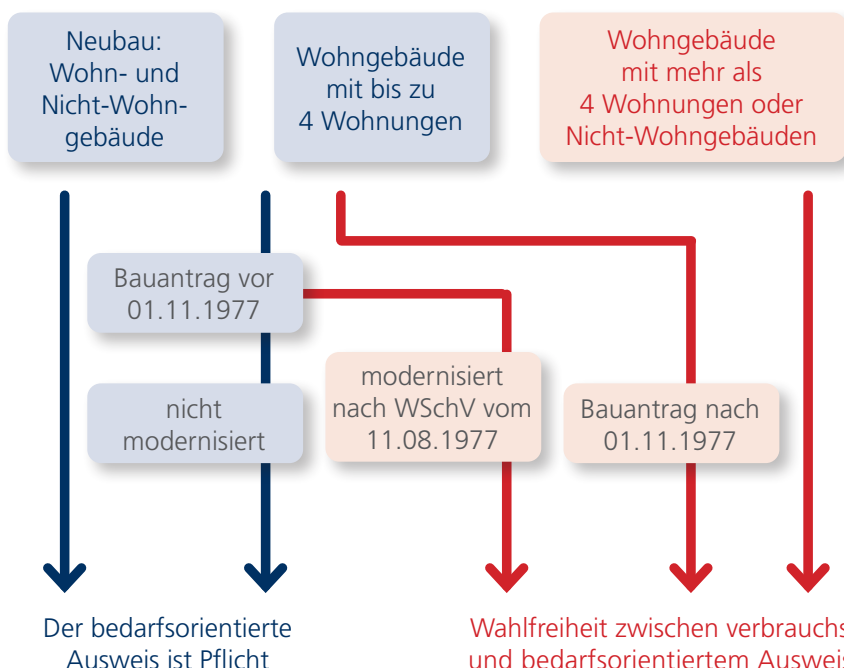 Neubau:
Wohn- und
Nicht-Wohn-
gebäude
Wohngebäude
mit bis zu
4 Wohnungen
Wohngebäude
mit mehr als
4 Wohnungen oder
Nicht-Wohngebäuden
Bauantrag vor
01.11.1977
nicht
modernisiert
modernisiert
nach WSchV vom
11.08.1977
Bauantrag nach
01.11.1977
Der bedarfsorientierte
Ausweis ist Pflicht
Wahlfreiheit zwischen verbrauchs
und bedarfsorientiertem Ausweis